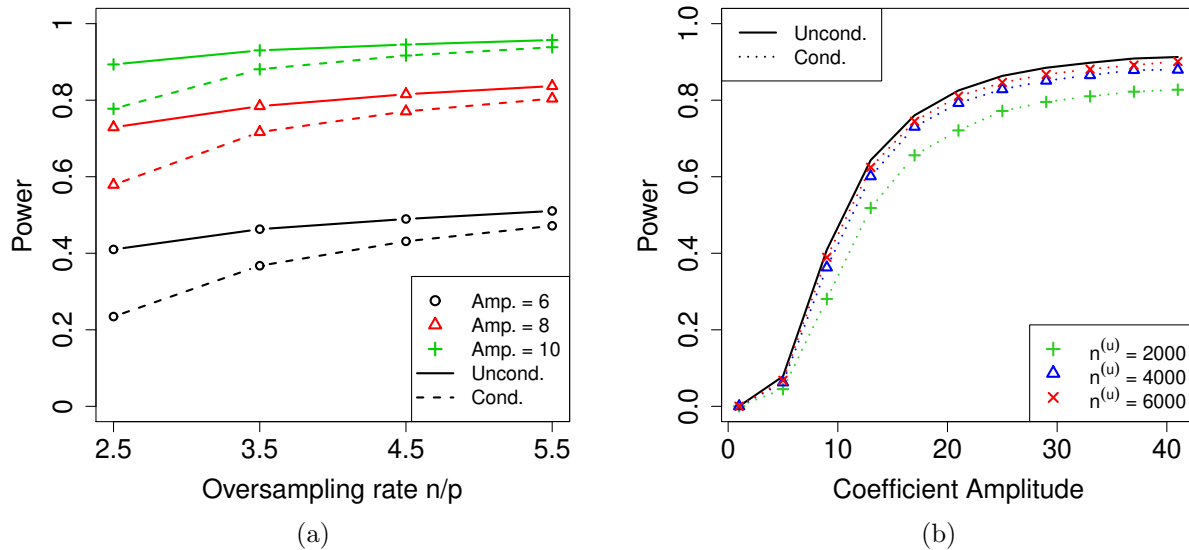 Power
0
0.2
0.4
0.6
0.8
1
2.5
3.5
4.5
5.5
Oversampling rate n/p
Amp. = 6
Amp. = 8
Amp. = 10
Uncond.
Cond.
(a)
Power
0.0
0.2
0.4
0.6
0.8
1.0
0
10
20
30
40
Coefficient Amplitude
Uncond.
Cond.
n^(u) = 2000
n^(u) = 4000
n^(u) = 6000
(b)